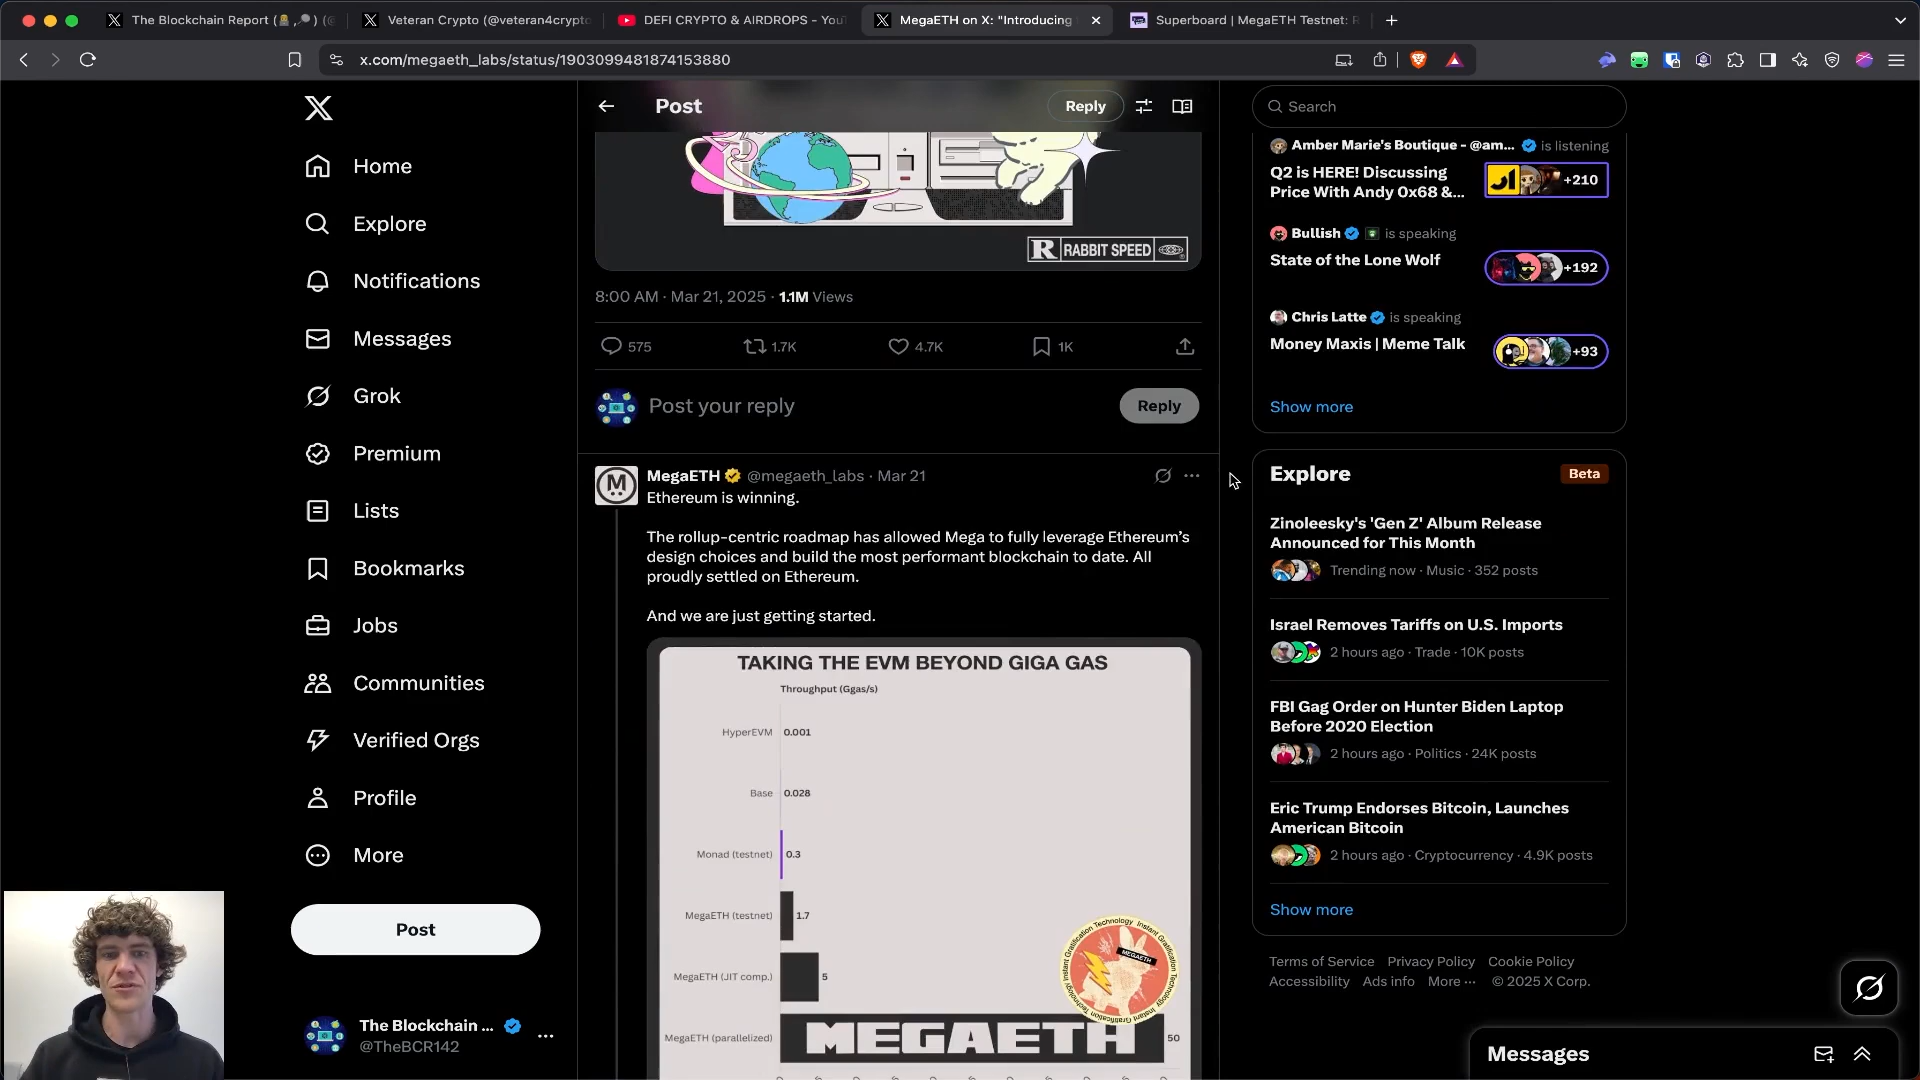 The Blockchain Report (
Veteran Crypto (@veteran4crypto
DEFI CRYPTO & AIRDROPS - You
MegaETH on X: "Introducing
Superboard | MegaETH Testnet:
x.com/megaeth_labs/status/1903099481874153880
Home
Explore
Notifications
Messages
Grok
Premium
Lists
Bookmarks
Jobs
Communities
Verified Orgs
Profile
More
Post
The Blockchain ...
@TheBCR142
Post
Reply
R RABBIT SPEED
8:00 AM · Mar 21, 2025 · 1.1M Views
575
1.7K
4.7K
1K
Post your reply
Reply
MegaETH @megaeth_labs · Mar 21
Ethereum is winning.
The rollup-centric roadmap has allowed Mega to fully leverage Ethereum’s
design choices and build the most performant blockchain to date. All
proudly settled on Ethereum.
And we are just getting started.
TAKING THE EVM BEYOND GIGA GAS
Throughput (Ggas/s)
HyperEVM 0.001
Base 0.028
Monad (testnet) 0.3
MegaETH (testnet) 1.7
MegaETH (JIT comp.) 5
MegaETH (parallelized) MEGAETH 50
Instant Gratification Technology
MEGAETH
Search
Amber Marie's Boutique - @am... is listening
Q2 is HERE! Discussing
Price With Andy 0x68 &...
+210
Bullish is speaking
State of the Lone Wolf
+192
Chris Latte is speaking
Money Maxis | Meme Talk
+93
Show more
Explore
Beta
Zinoleesky's 'Gen Z' Album Release
Announced for This Month
Trending now · Music · 352 posts
Israel Removes Tariffs on U.S. Imports
2 hours ago · Trade · 10K posts
FBI Gag Order on Hunter Biden Laptop
Before 2020 Election
2 hours ago · Politics · 24K posts
Eric Trump Endorses Bitcoin, Launches
American Bitcoin
2 hours ago · Cryptocurrency · 4.9K posts
Show more
Terms of Service Privacy Policy Cookie Policy
Accessibility Ads info More ··· © 2025 X Corp.
Messages